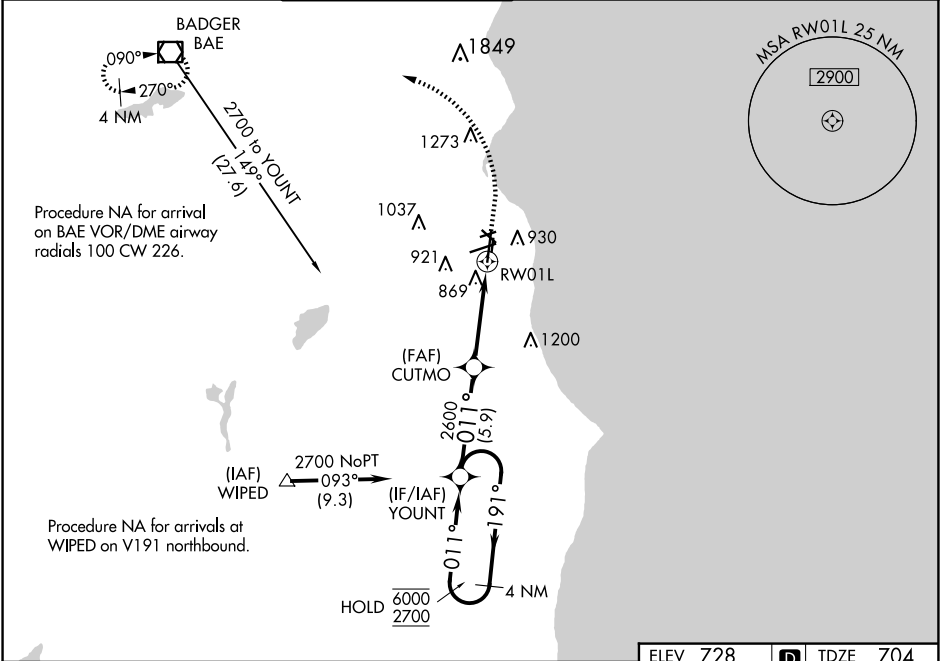 BADGER
BAE
090°
270°
4 NM
2700 to YOUNT
149°
(27.6)
1849
1273
MSA RW01L 25 NM
2900
Procedure NA for arrival
on BAE VOR/DME airway
radials 100 CW 226.
1037
921
869
930
RW01L
1200
(FAF)
CUTMO
2600
011°
(5.9)
(IAF)
WIPED
2700 NoPT
093°
(9.3)
(IF/IAF)
YOUNT
191°
011°
Procedure NA for arrivals at
WIPED on V191 northbound.
HOLD
6000
2700
4 NM
ELEV 728
D
TDZE 704